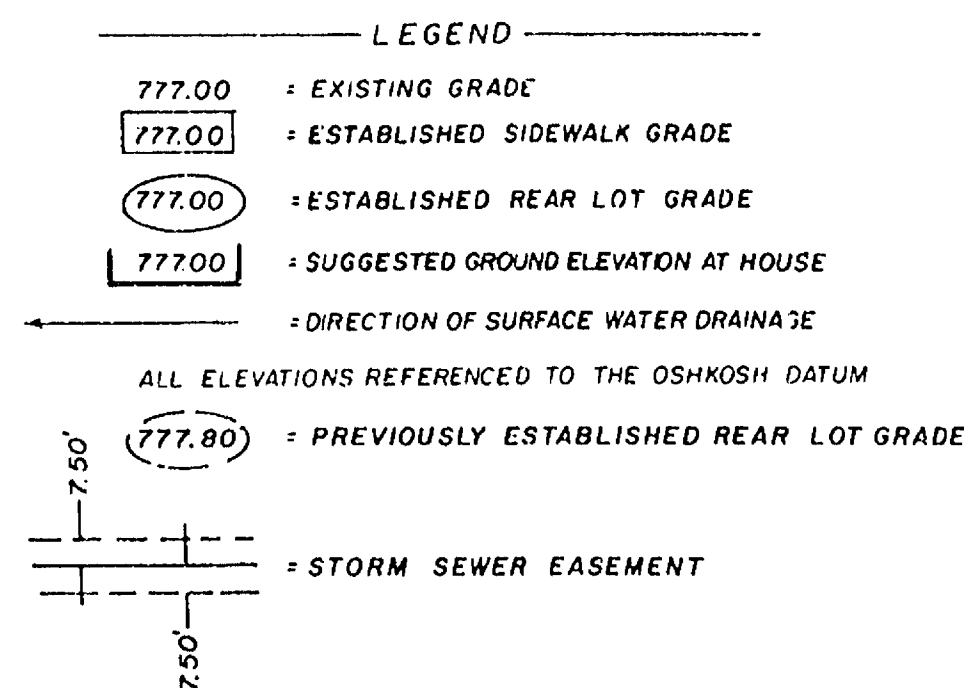 LEGEND
777.00 = EXISTING GRADE
777.00 = ESTABLISHED SIDEWALK GRADE
777.00 = ESTABLISHED REAR LOT GRADE
777.00 = SUGGESTED GROUND ELEVATION AT HOUSE
= DIRECTION OF SURFACE WATER DRAINAGE
ALL ELEVATIONS REFERENCED TO THE OSHKOSH DATUM
777.80 = PREVIOUSLY ESTABLISHED REAR LOT GRADE
7.50'
= STORM SEWER EASEMENT
7.50'